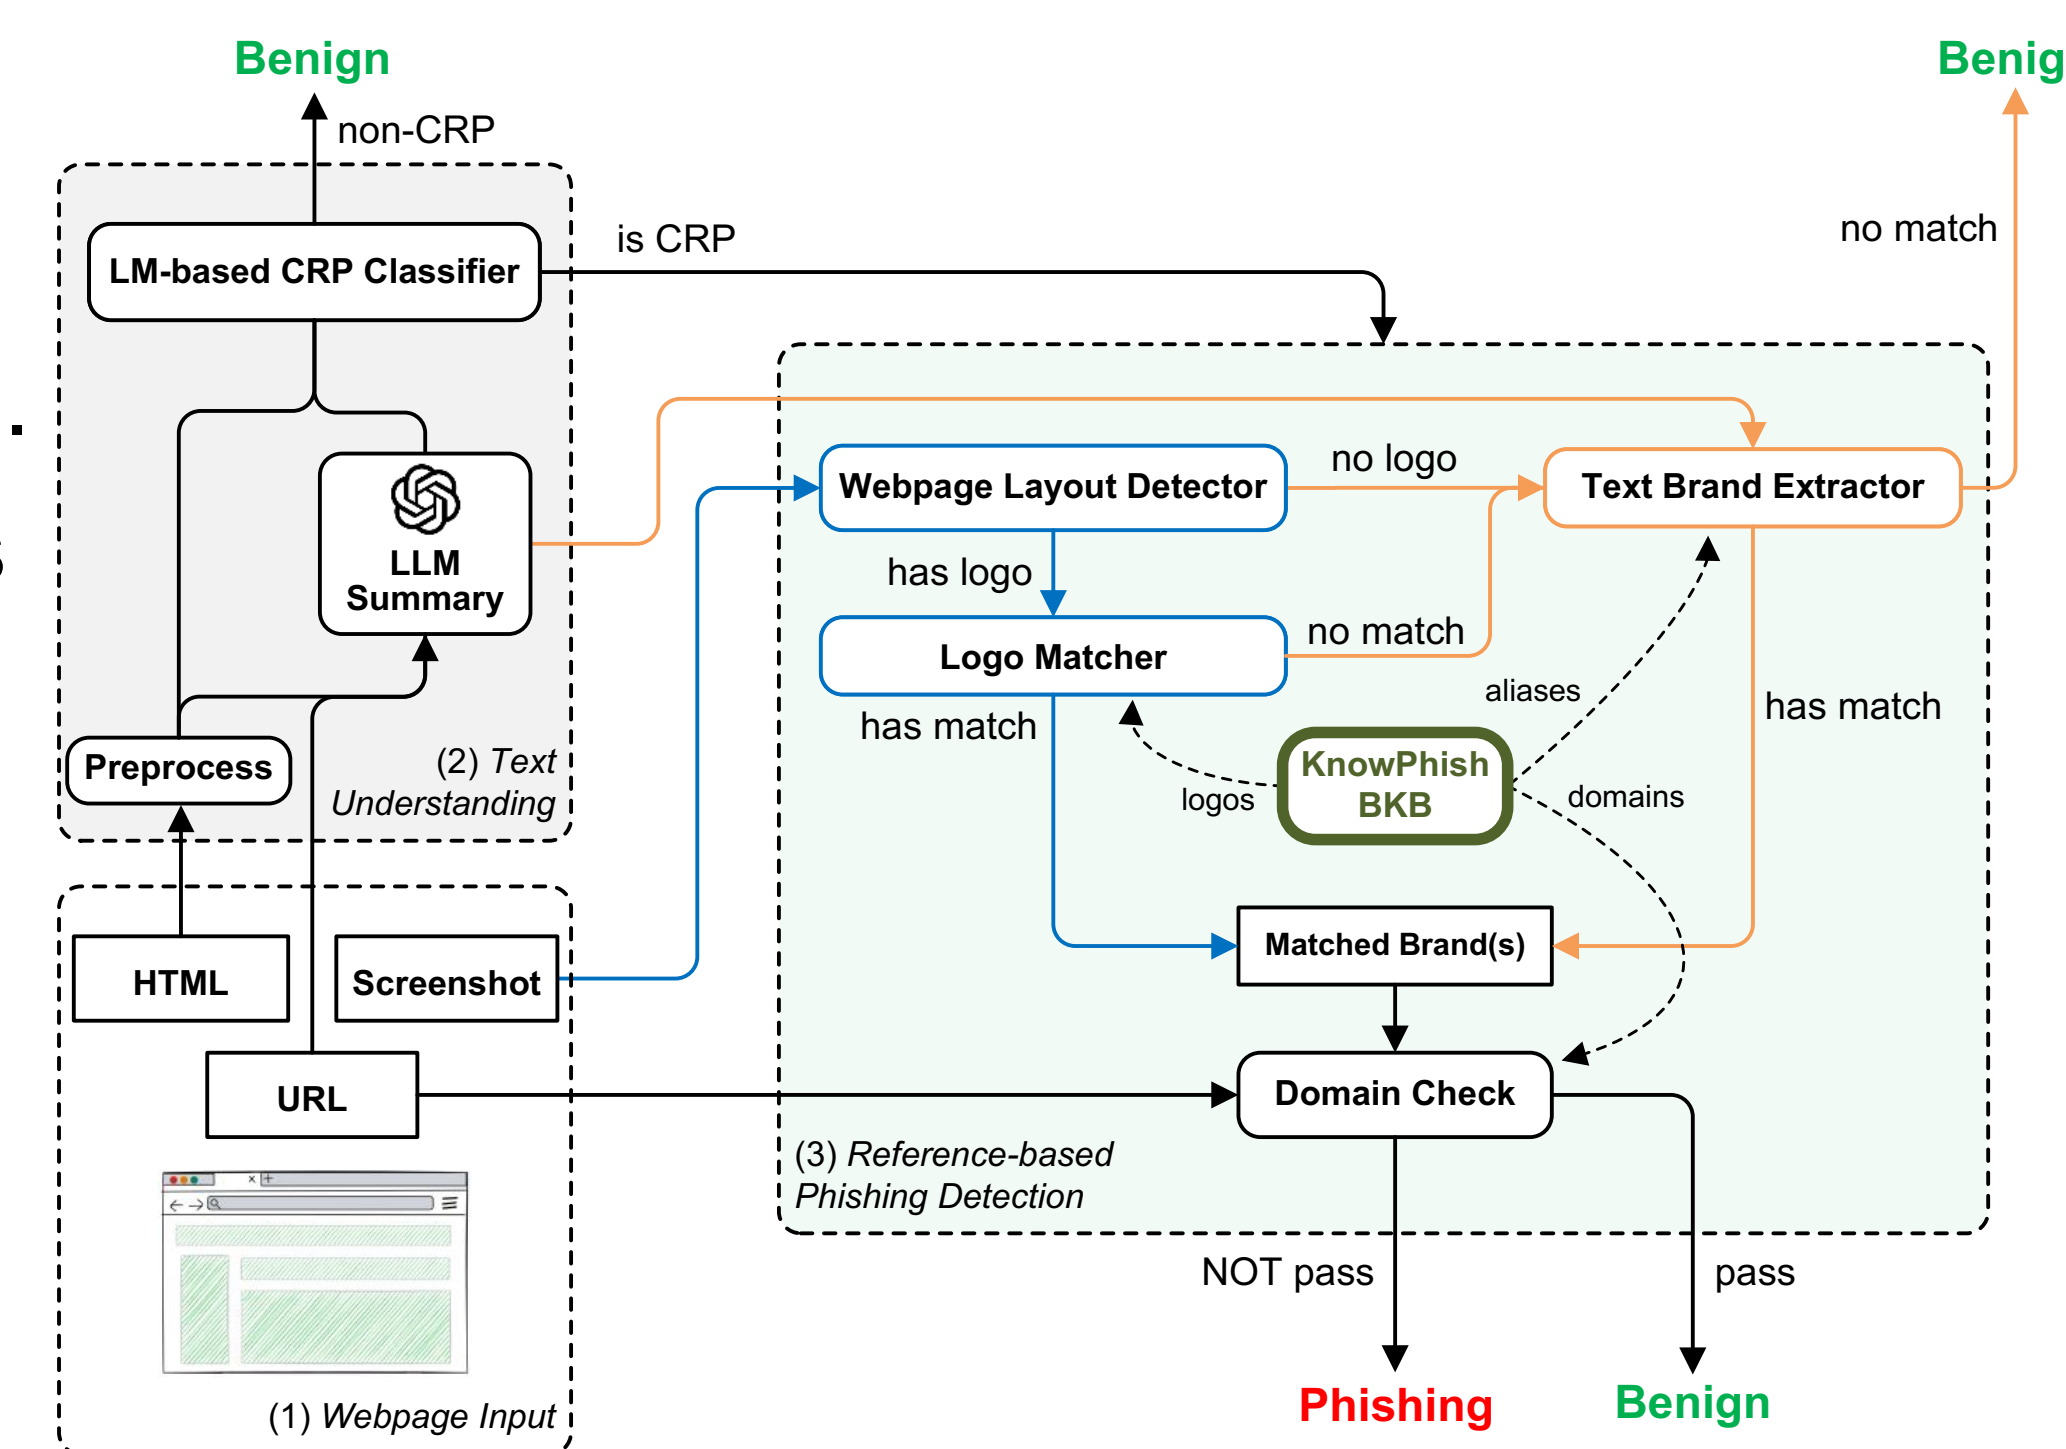 Benign
Benig
non-CRP
is CRP
no match
LM-based CRP Classifier
LLM
Summary
Preprocess
(2) Text
Understanding
Webpage Layout Detector
no logo
Text Brand Extractor
has logo
Logo Matcher
no match
has match
aliases
has match
KnowPhish
BKB
logos
domains
HTML
Screenshot
URL
Matched Brand(s)
Domain Check
(3) Reference-based
Phishing Detection
(1) Webpage Input
NOT pass
pass
Phishing
Benign